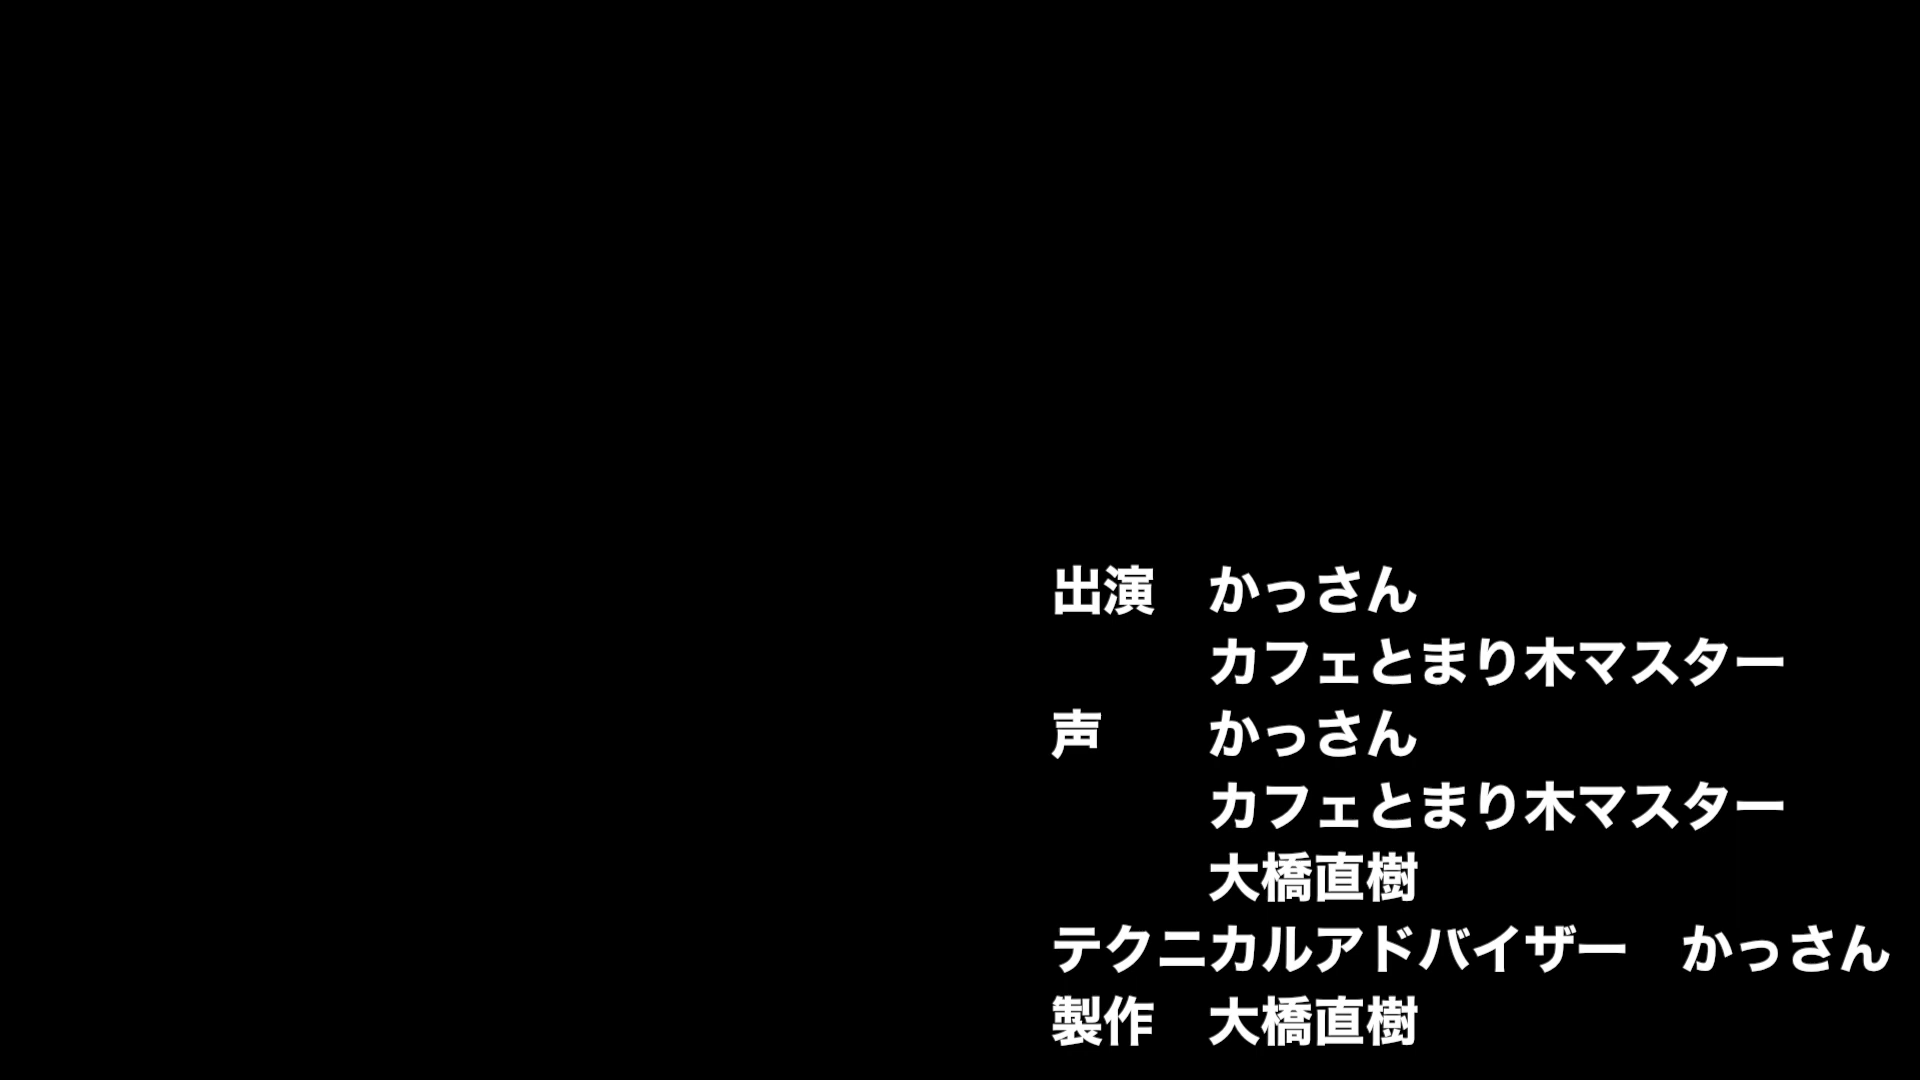 出演　かっさん
カフェとまり木マスター
声　　かっさん
カフェとまり木マスター
大橋直樹
テクニカルアドバイザー　かっさん
製作　大橋直樹